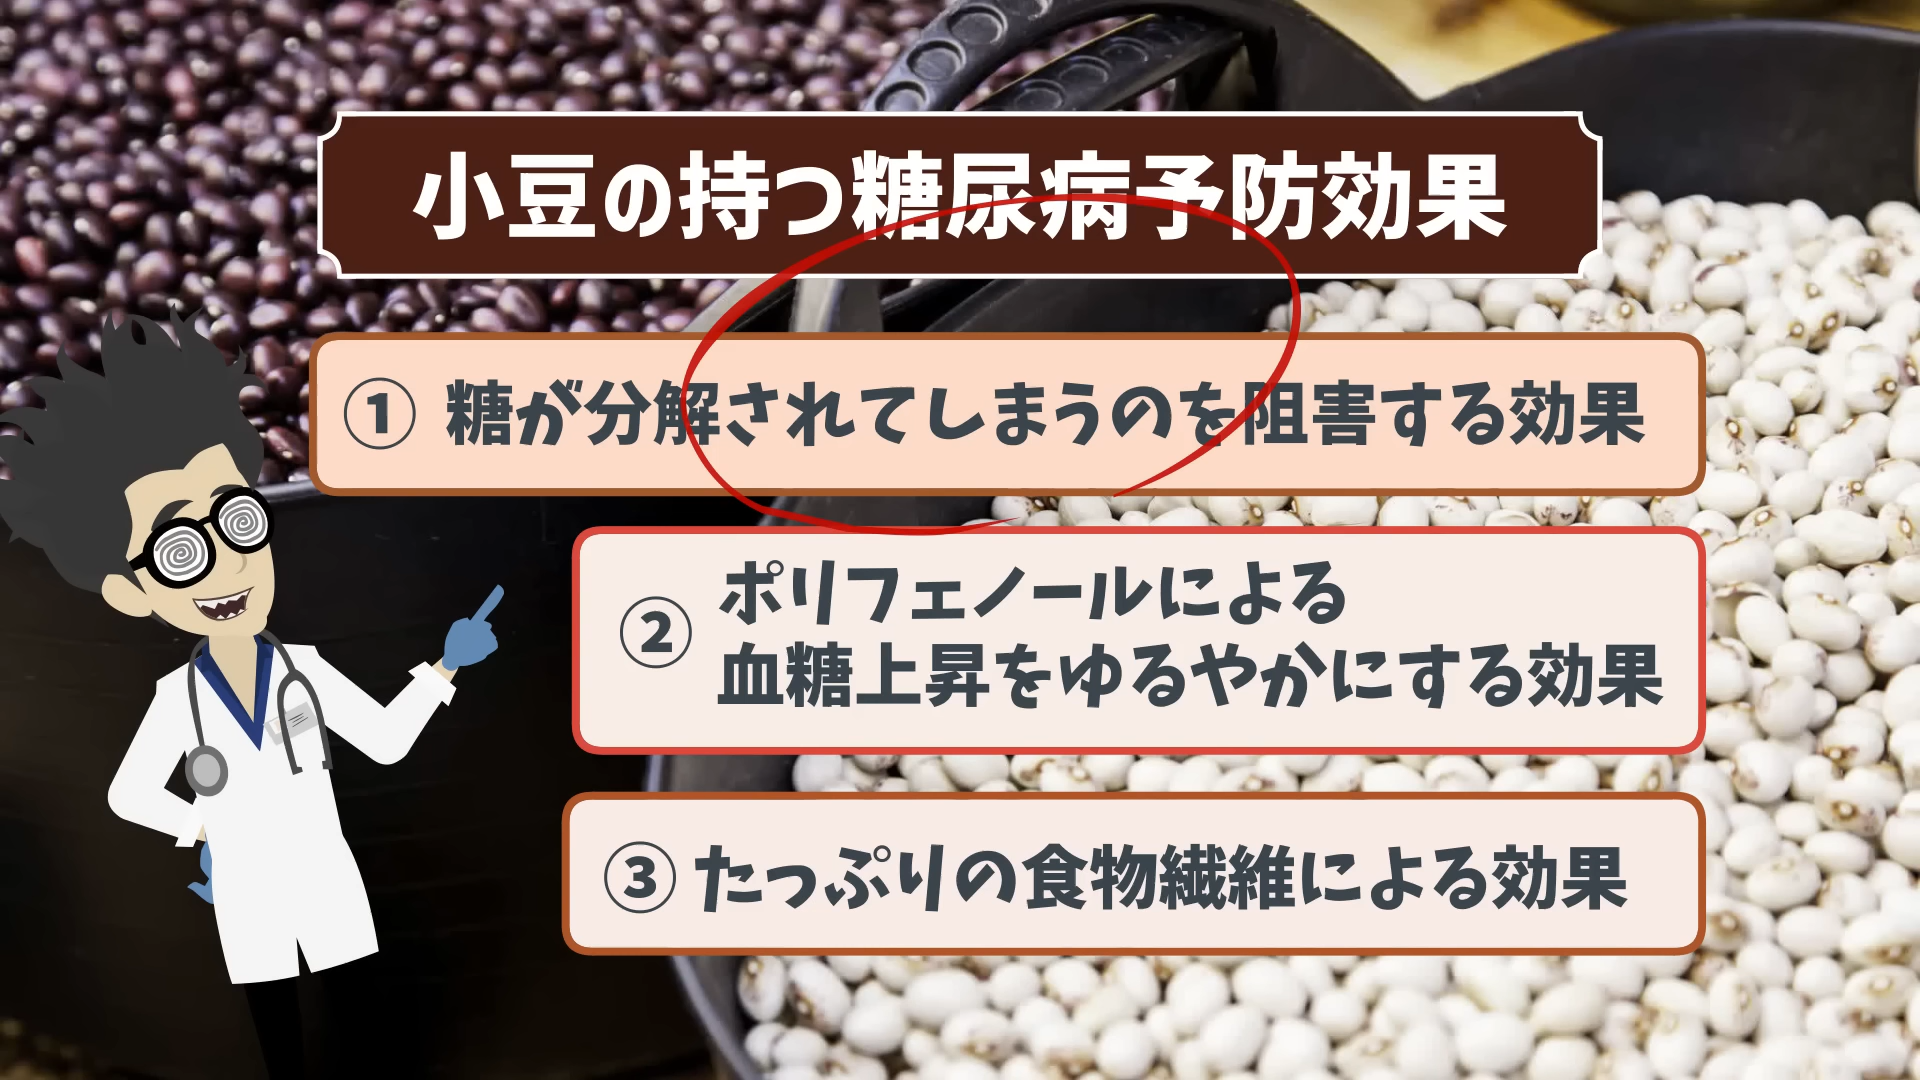 小豆の持つ糖尿病予防効果
① 糖が分解されてしまうのを阻害する効果
② ポリフェノールによる
血糖上昇をゆるやかにする効果
③ たっぷりの食物繊維による効果